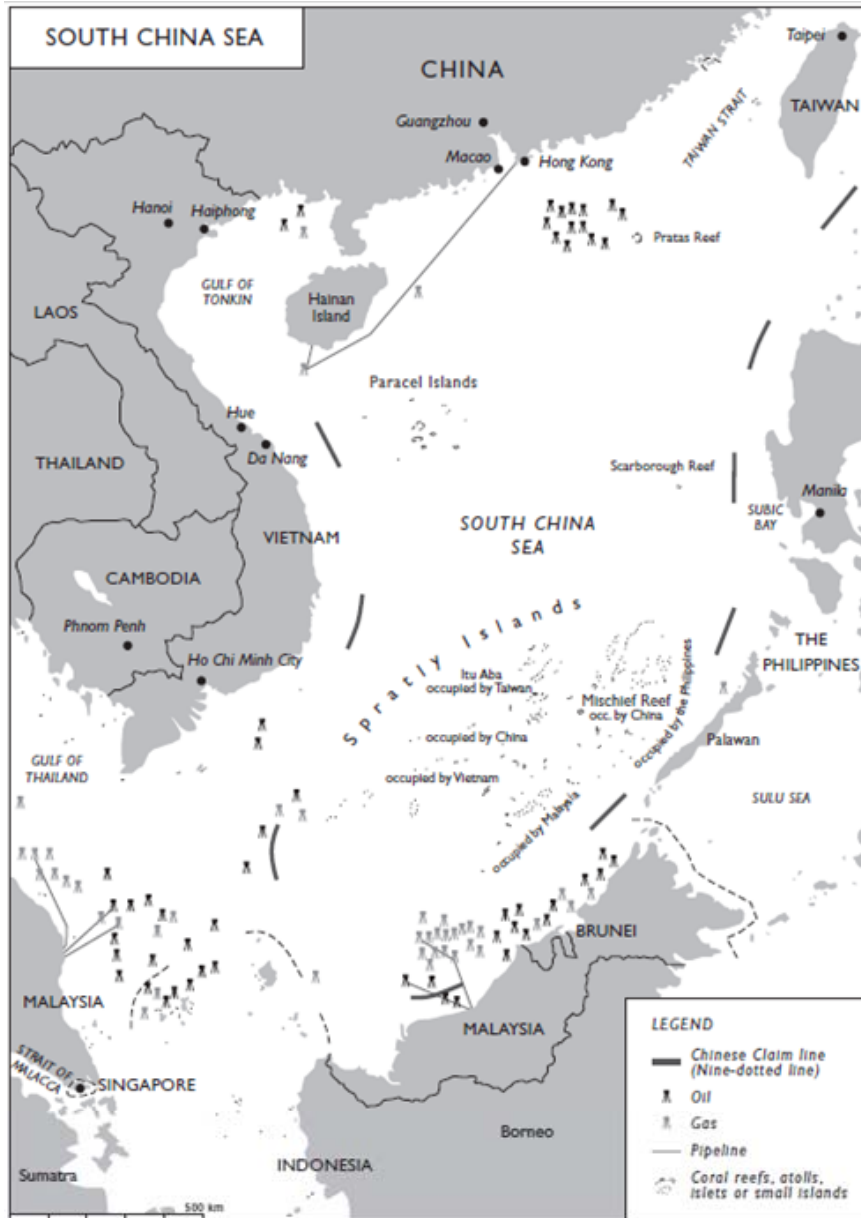 SOUTH CHINA SEA
CHINA
Taipei
TAIWAN
TAIWAN STRAIT
Guangzhou
Macao
Hong Kong
Hanoi
Haiphong
Pratas Reef
GULF OF
TONKIN
Hainan
Island
LAOS
Paracel Islands
Hue
Da Nang
THAILAND
Scarborough Reef
Manila
SUBIC
BAY
SOUTH CHINA
SEA
VIETNAM
CAMBODIA
Phnom Penh
Ho Chi Minh City
Spratly Islands
THE
PHILIPPINES
Itu Aba
occupied by Taiwan
Mischief Reef
occ. by China
occupied by the Philippines
occupied by China
Palawan
GULF OF
THAILAND
occupied by Vietnam
occupied by Malaysia
SULU SEA
BRUNEI
MALAYSIA
MALAYSIA
STRAIT OF
MALACCA
SINGAPORE
Borneo
INDONESIA
Sumatra
500 km
LEGEND
Chinese Claim line
(Nine-dotted line)
Oil
Gas
Pipeline
Coral reefs, atolls,
islets or small islands